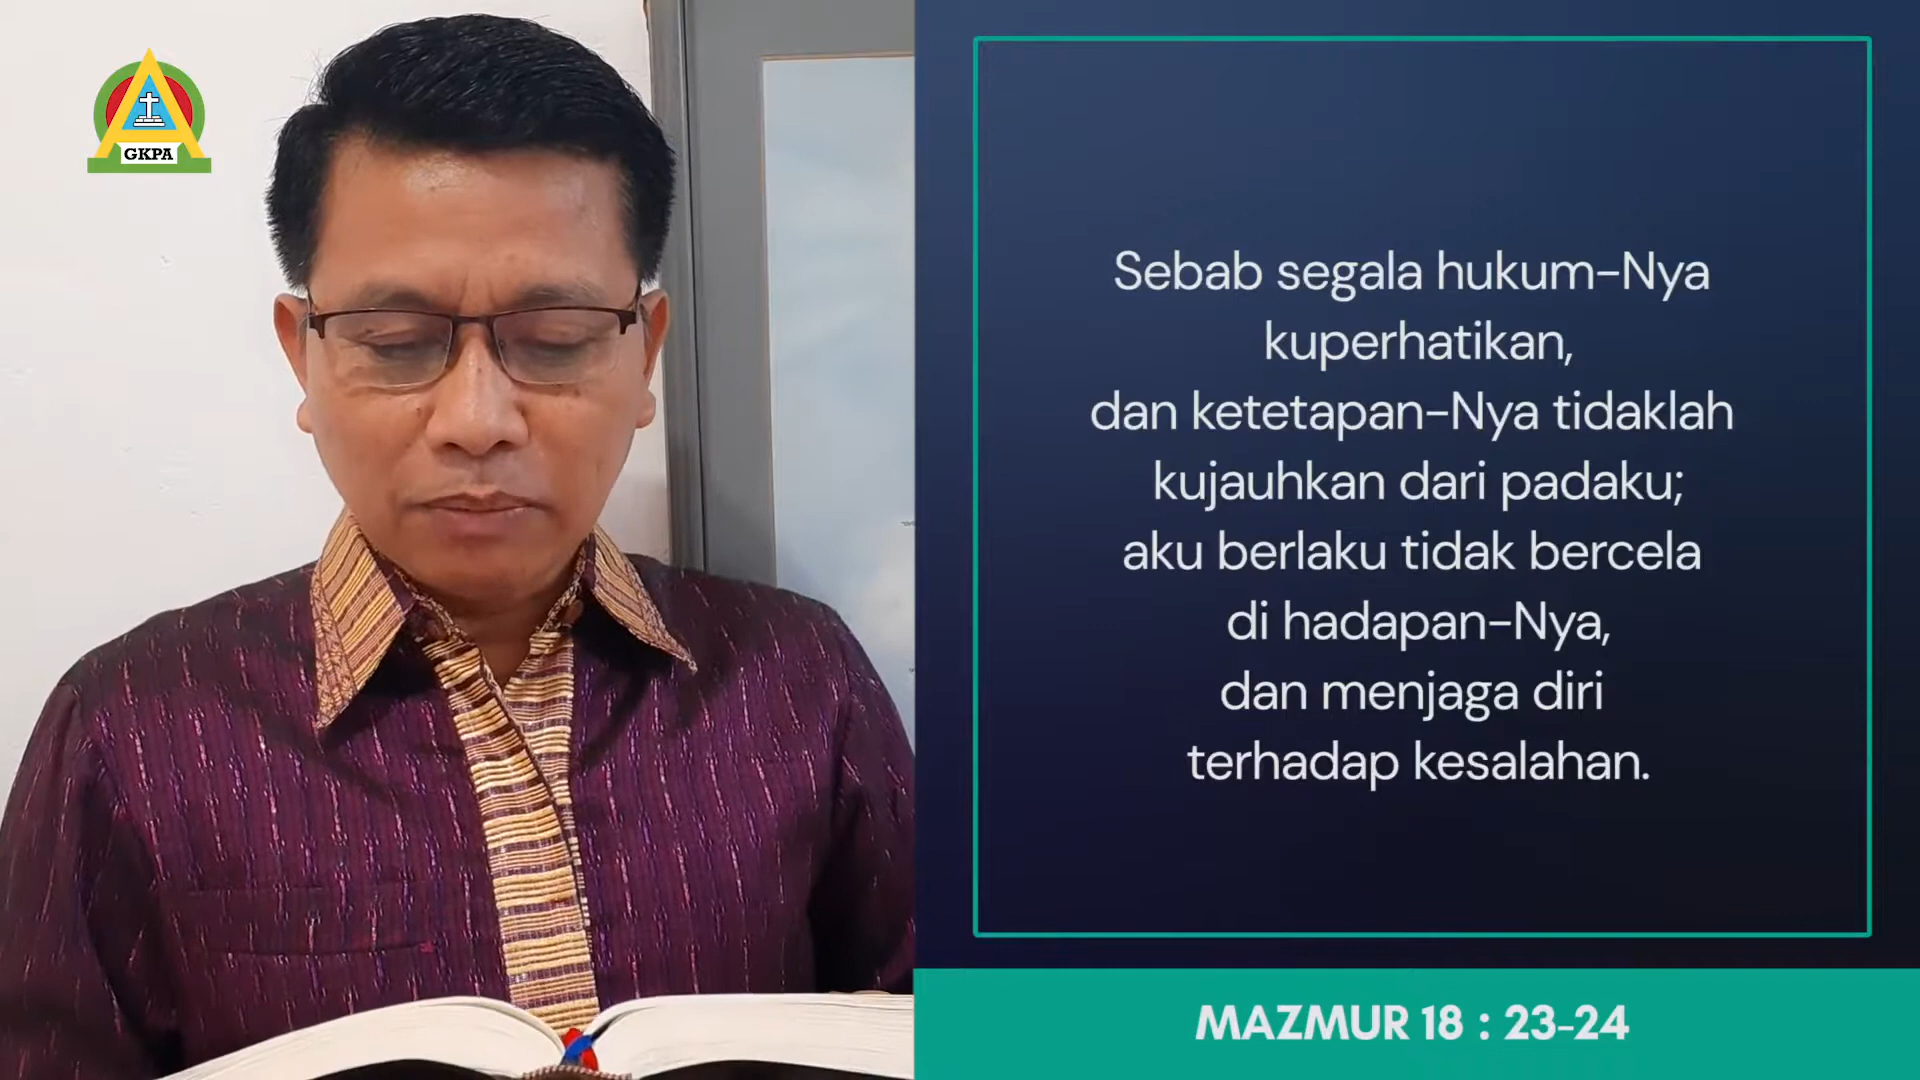 GKPA
Sebab segala hukum-Nya
kuperhatikan,
dan ketetapan-Nya tidaklah
kujauhkan dari padaku;
aku berlaku tidak bercela
di hadapan-Nya,
dan menjaga diri
terhadap kesalahan.
MAZMUR 18 : 23-24